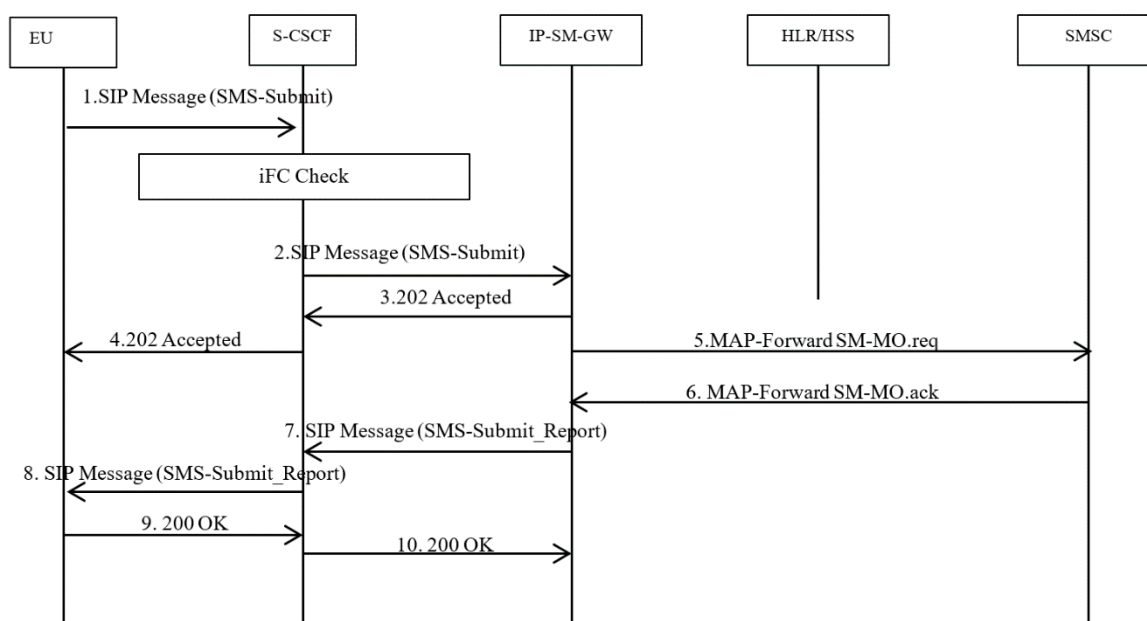 EU
S-CSCF
IP-SM-GW
HLR/HSS
SMSC
1.SIP Message (SMS-Submit)
iFC Check
2.SIP Message (SMS-Submit)
3.202 Accepted
4.202 Accepted
5.MAP-Forward SM-MO.req
6. MAP-Forward SM-MO.ack
7. SIP Message (SMS-Submit_Report)
8. SIP Message (SMS-Submit_Report)
9. 200 OK
10. 200 OK